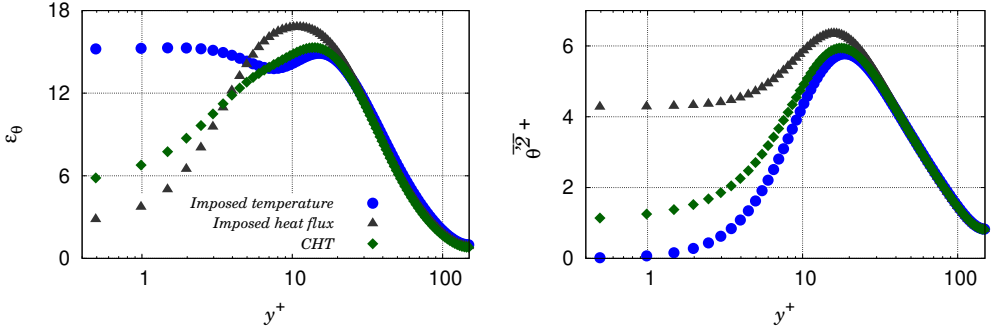 18
12
6
0
ε_θ
1
10
100
y⁺
Imposed temperature
Imposed heat flux
CHT
6
4
2
0
θ'² +
1
10
100
y⁺